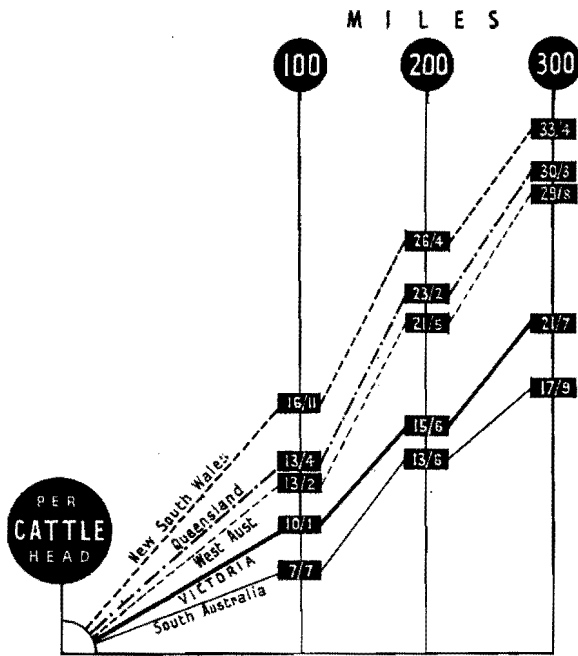 MILES
100 200 300
33/4
30/3
29/8
26/4
23/2
21/5
21/7
17/9
16/11
15/6
13/6
13/4
13/2
10/1
7/7
New South Wales
Queensland
West Aust
VICTORIA
South Australia
PER
CATTLE
HEAD